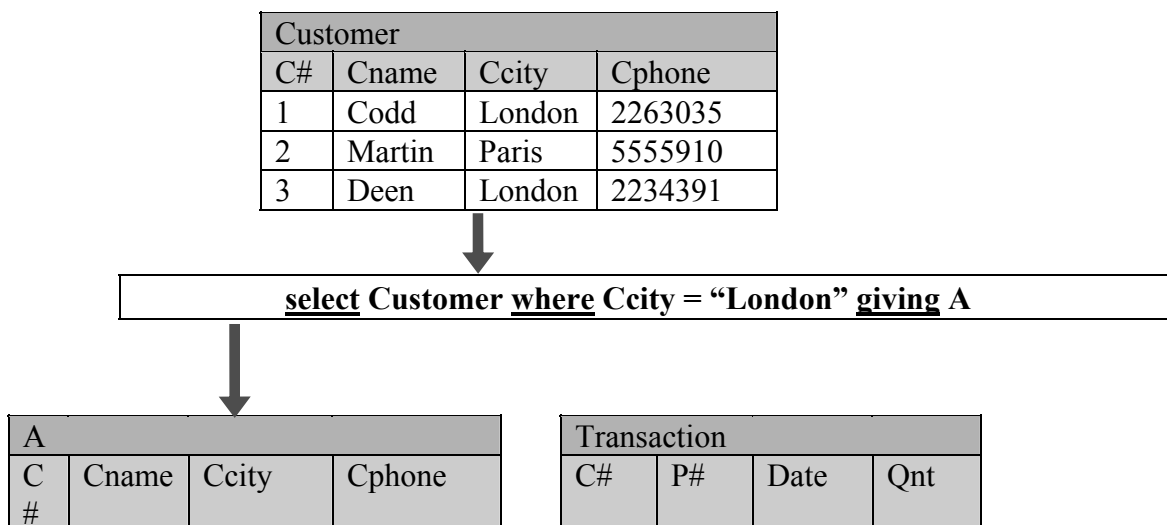 Customer
C# Cname Ccity Cphone
1 Codd London 2263035
2 Martin Paris 5555910
3 Deen London 2234391
select Customer where Ccity = “London” giving A
A
C
# Cname Ccity Cphone
Transaction
C# P# Date Qnt